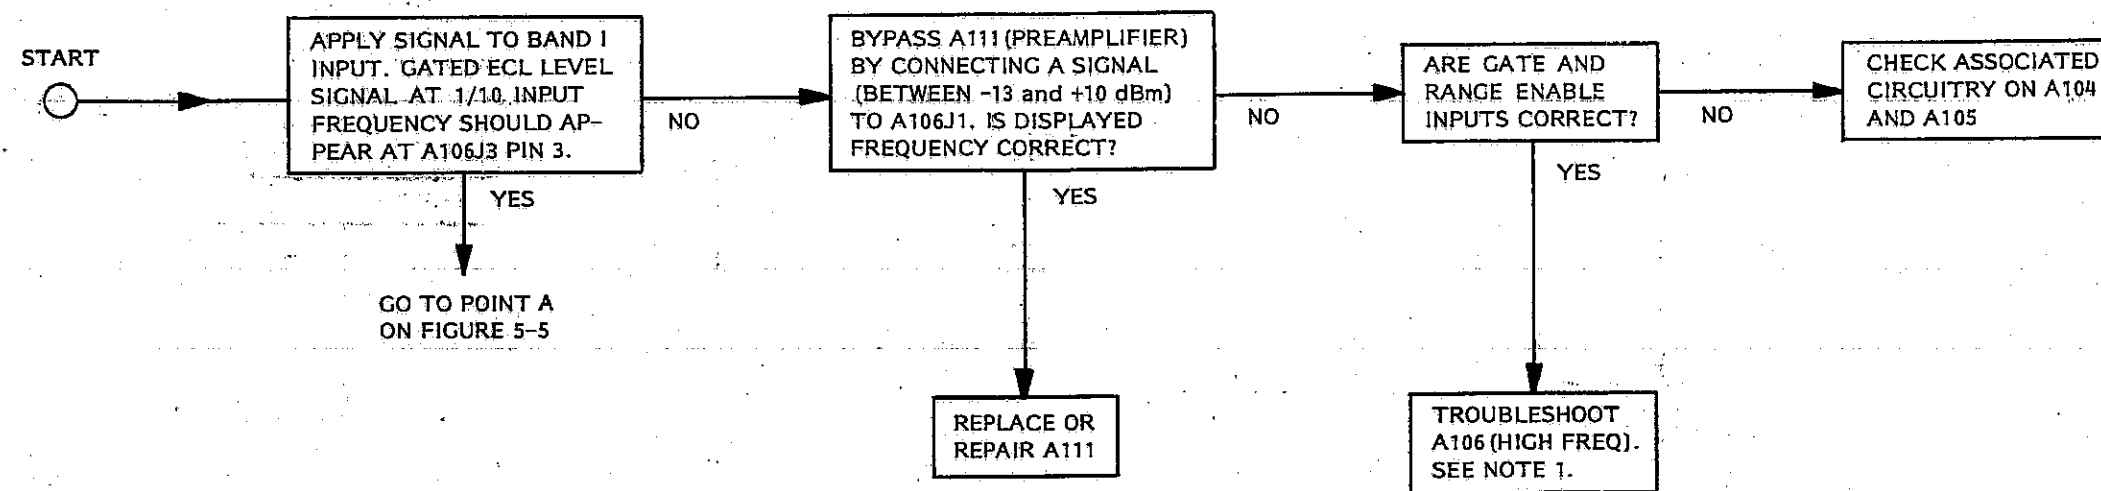 START
APPLY SIGNAL TO BAND 1
INPUT. GATED ECL LEVEL
SIGNAL AT 1/10 INPUT
FREQUENCY SHOULD AP-
PEAR AT A106J3 PIN 3.
NO
YES
GO TO POINT A
ON FIGURE 5-5
BYPASS A111 (PREAMPLIFIER)
BY CONNECTING A SIGNAL
(BETWEEN -13 and +10 dBm)
TO A106J1. IS DISPLAYED
FREQUENCY CORRECT?
NO
YES
REPLACE OR
REPAIR A111
ARE GATE AND
RANGE ENABLE
INPUTS CORRECT?
NO
YES
TROUBLESHOOT
A106 (HIGH FREQ).
SEE NOTE 1.
CHECK ASSOCIATED
CIRCUITRY ON A104
AND A105